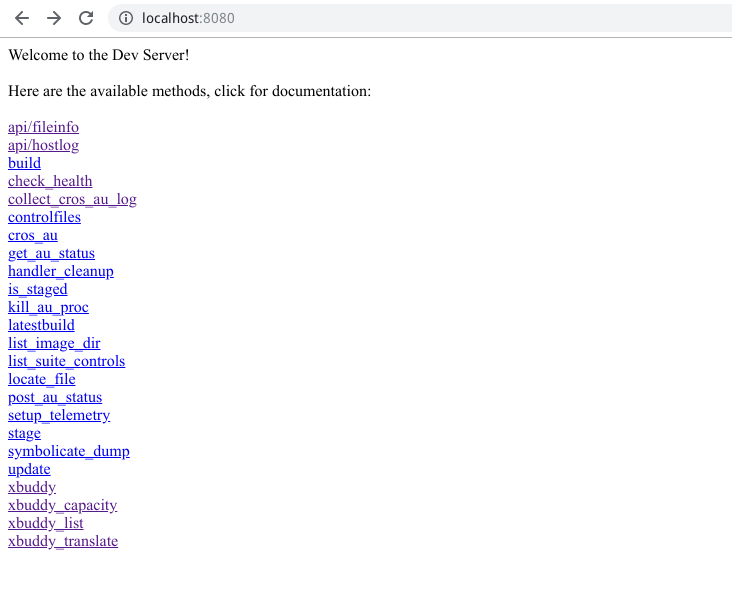 localhost:8080
Welcome to the Dev Server!
Here are the available methods, click for documentation:
api/fileinfo
api/hostlog
build
check_health
collect_cros_au_log
controlfiles
cros_au
get_au_status
handler_cleanup
is_staged
kill_au_proc
latestbuild
list_image_dir
list_suite_controls
locate_file
post_au_status
setup_telemetry
stage
symbolicate_dump
update
xbuddy
xbuddy_capacity
xbuddy_list
xbuddy_translate